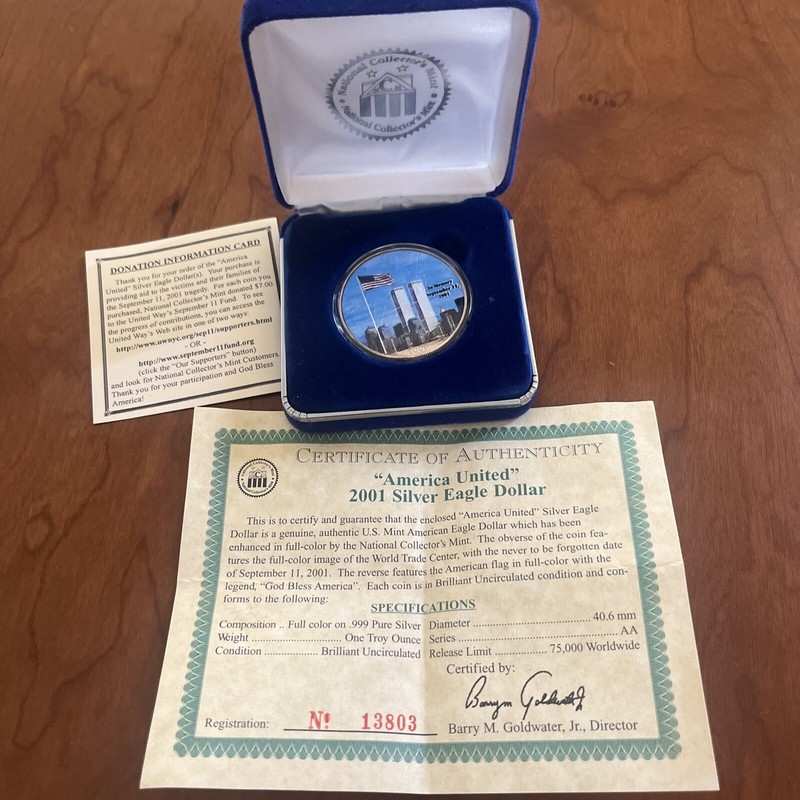 National Collector's Mint
National Collector's Mint
In Memory
September 11,
2001
DONATION INFORMATION CARD
Thank you for your order of the "America
United" Silver Eagle Dollar(s). Your purchase is
providing aid to the victims and their families of
the September 11, 2001 tragedy. For each coin you
purchased, National Collector's Mint donated $7.00
to the United Way's September 11 Fund. To see
the progress of contributions, you can access the
United Way's Web site in one of two ways:
http://www.uwnyc.org/sep11/supporters.html
- OR -
http://www.september11fund.org
(click the "Our Supporters" button)
and look for National Collector's Mint Customers.
Thank you for your participation and God Bless
America!
CERTIFICATE OF AUTHENTICITY
"America United"
2001 Silver Eagle Dollar
This is to certify and guarantee that the enclosed "America United" Silver Eagle
Dollar is a genuine, authentic U.S. Mint American Eagle Dollar which has been
enhanced in full-color by the National Collector's Mint. The obverse of the coin fea-
tures the full-color image of the World Trade Center, with the never to be forgotten date
of September 11, 2001. The reverse features the American flag in full-color with the
legend, "God Bless America". Each coin is in Brilliant Uncirculated condition and con-
forms to the following:
SPECIFICATIONS
Composition .. Full color on .999 Pure Silver
Weight ........................ One Troy Ounce
Condition ............... Brilliant Uncirculated
Diameter ................................... 40.6 mm
Series ............................................... AA
Release Limit ................ 75,000 Worldwide
Certified by:
Barry M Goldwater Jr
Registration: No 13803
Barry M. Goldwater, Jr., Director